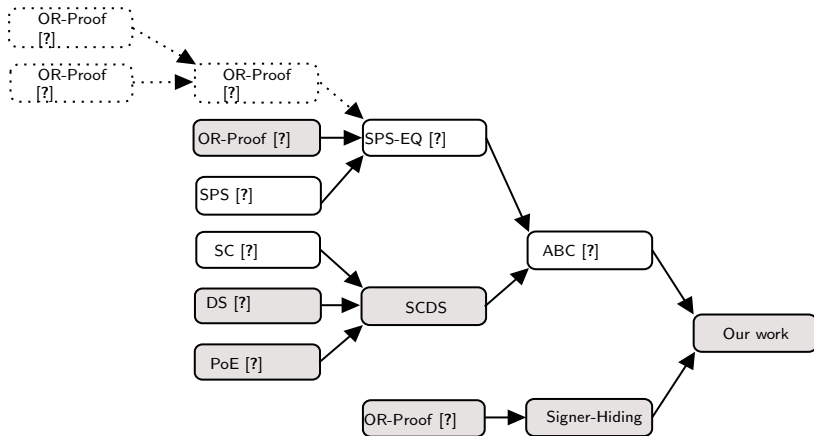 OR-Proof
[?]
OR-Proof
[?]
OR-Proof
[?]
OR-Proof [?]
SPS-EQ [?]
SPS [?]
SC [?]
ABC [?]
DS [?]
SCDS
Our work
PoE [?]
OR-Proof [?]
Signer-Hiding